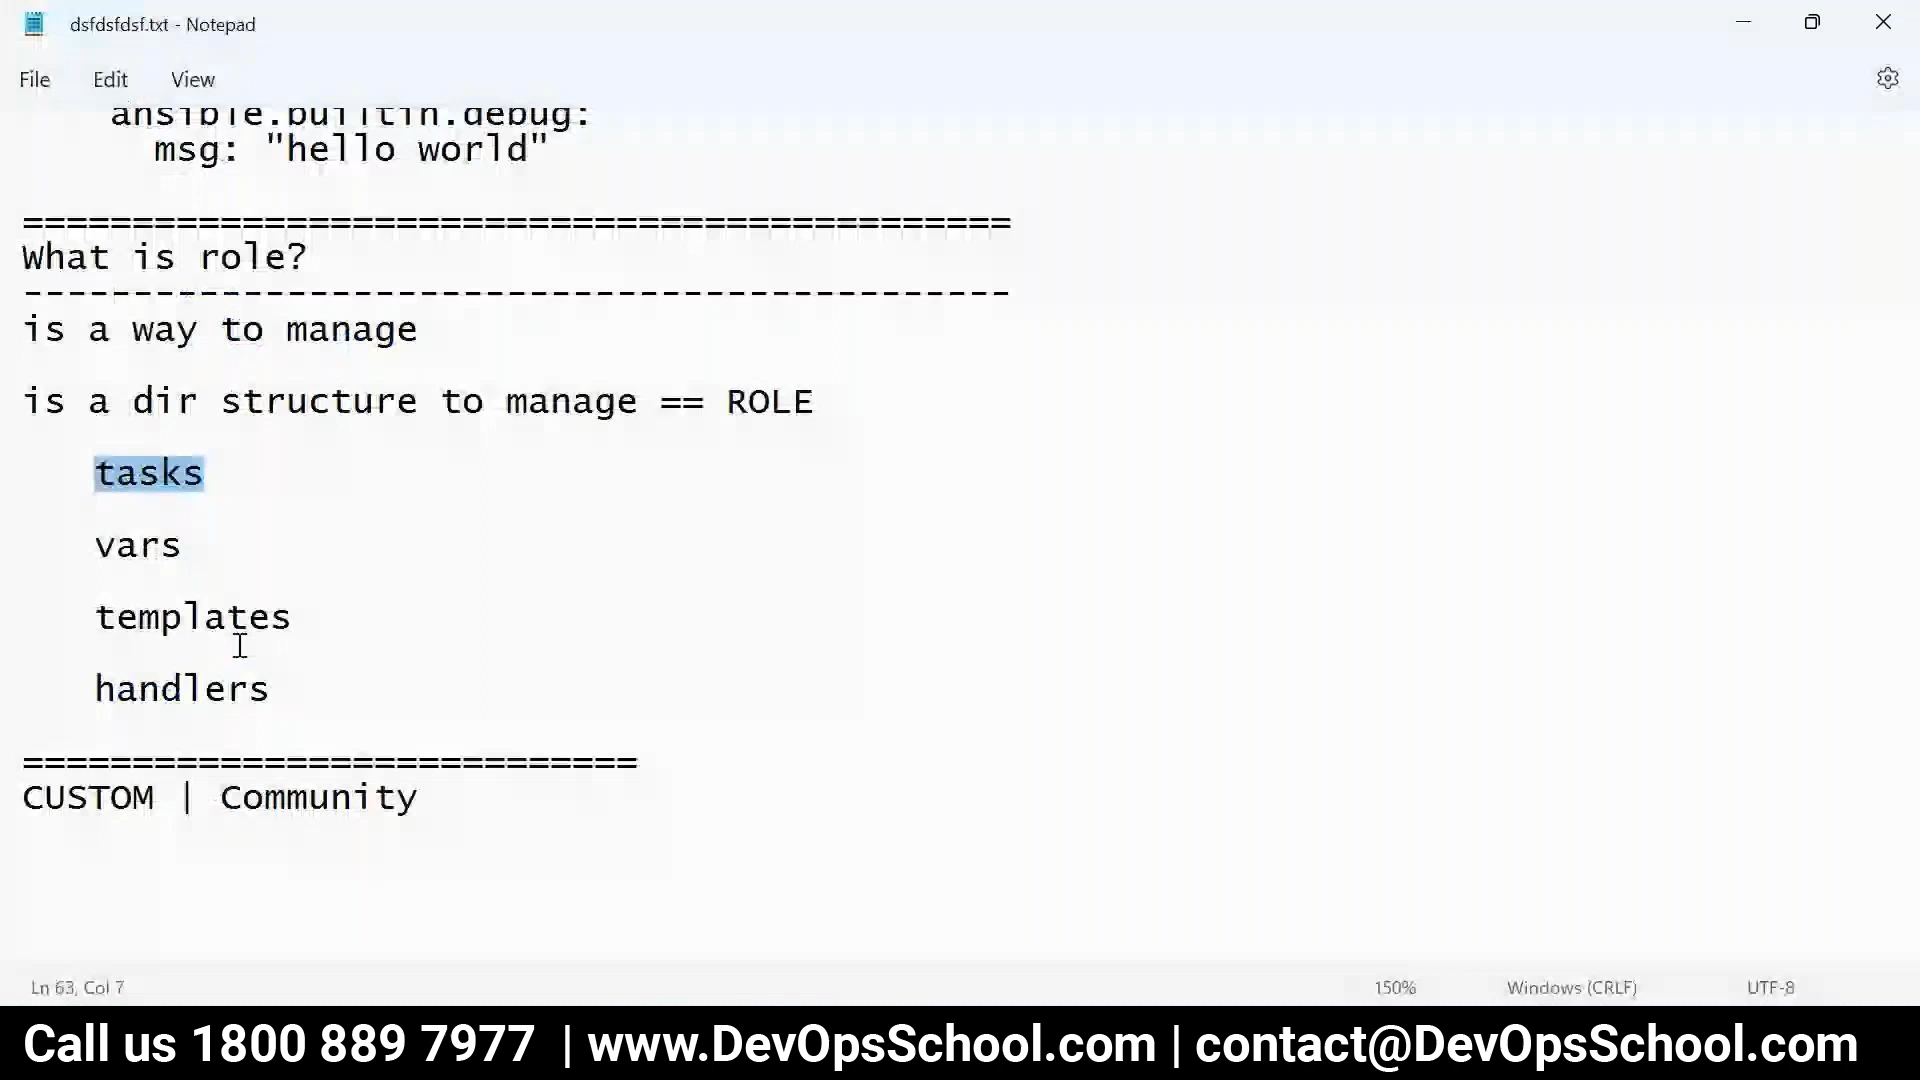 dsfdsfdsf.txt - Notepad
File Edit View
ansible.builtin.debug:
msg: "hello world"
=============================================
What is role?
---------------------------------------------
is a way to manage
is a dir structure to manage == ROLE
tasks
vars
templates
handlers
============================
CUSTOM | Community
Ln 63, Col 7 150% Windows (CRLF) UTF-8
Call us 1800 889 7977 | www.DevOpsSchool.com | contact@DevOpsSchool.com